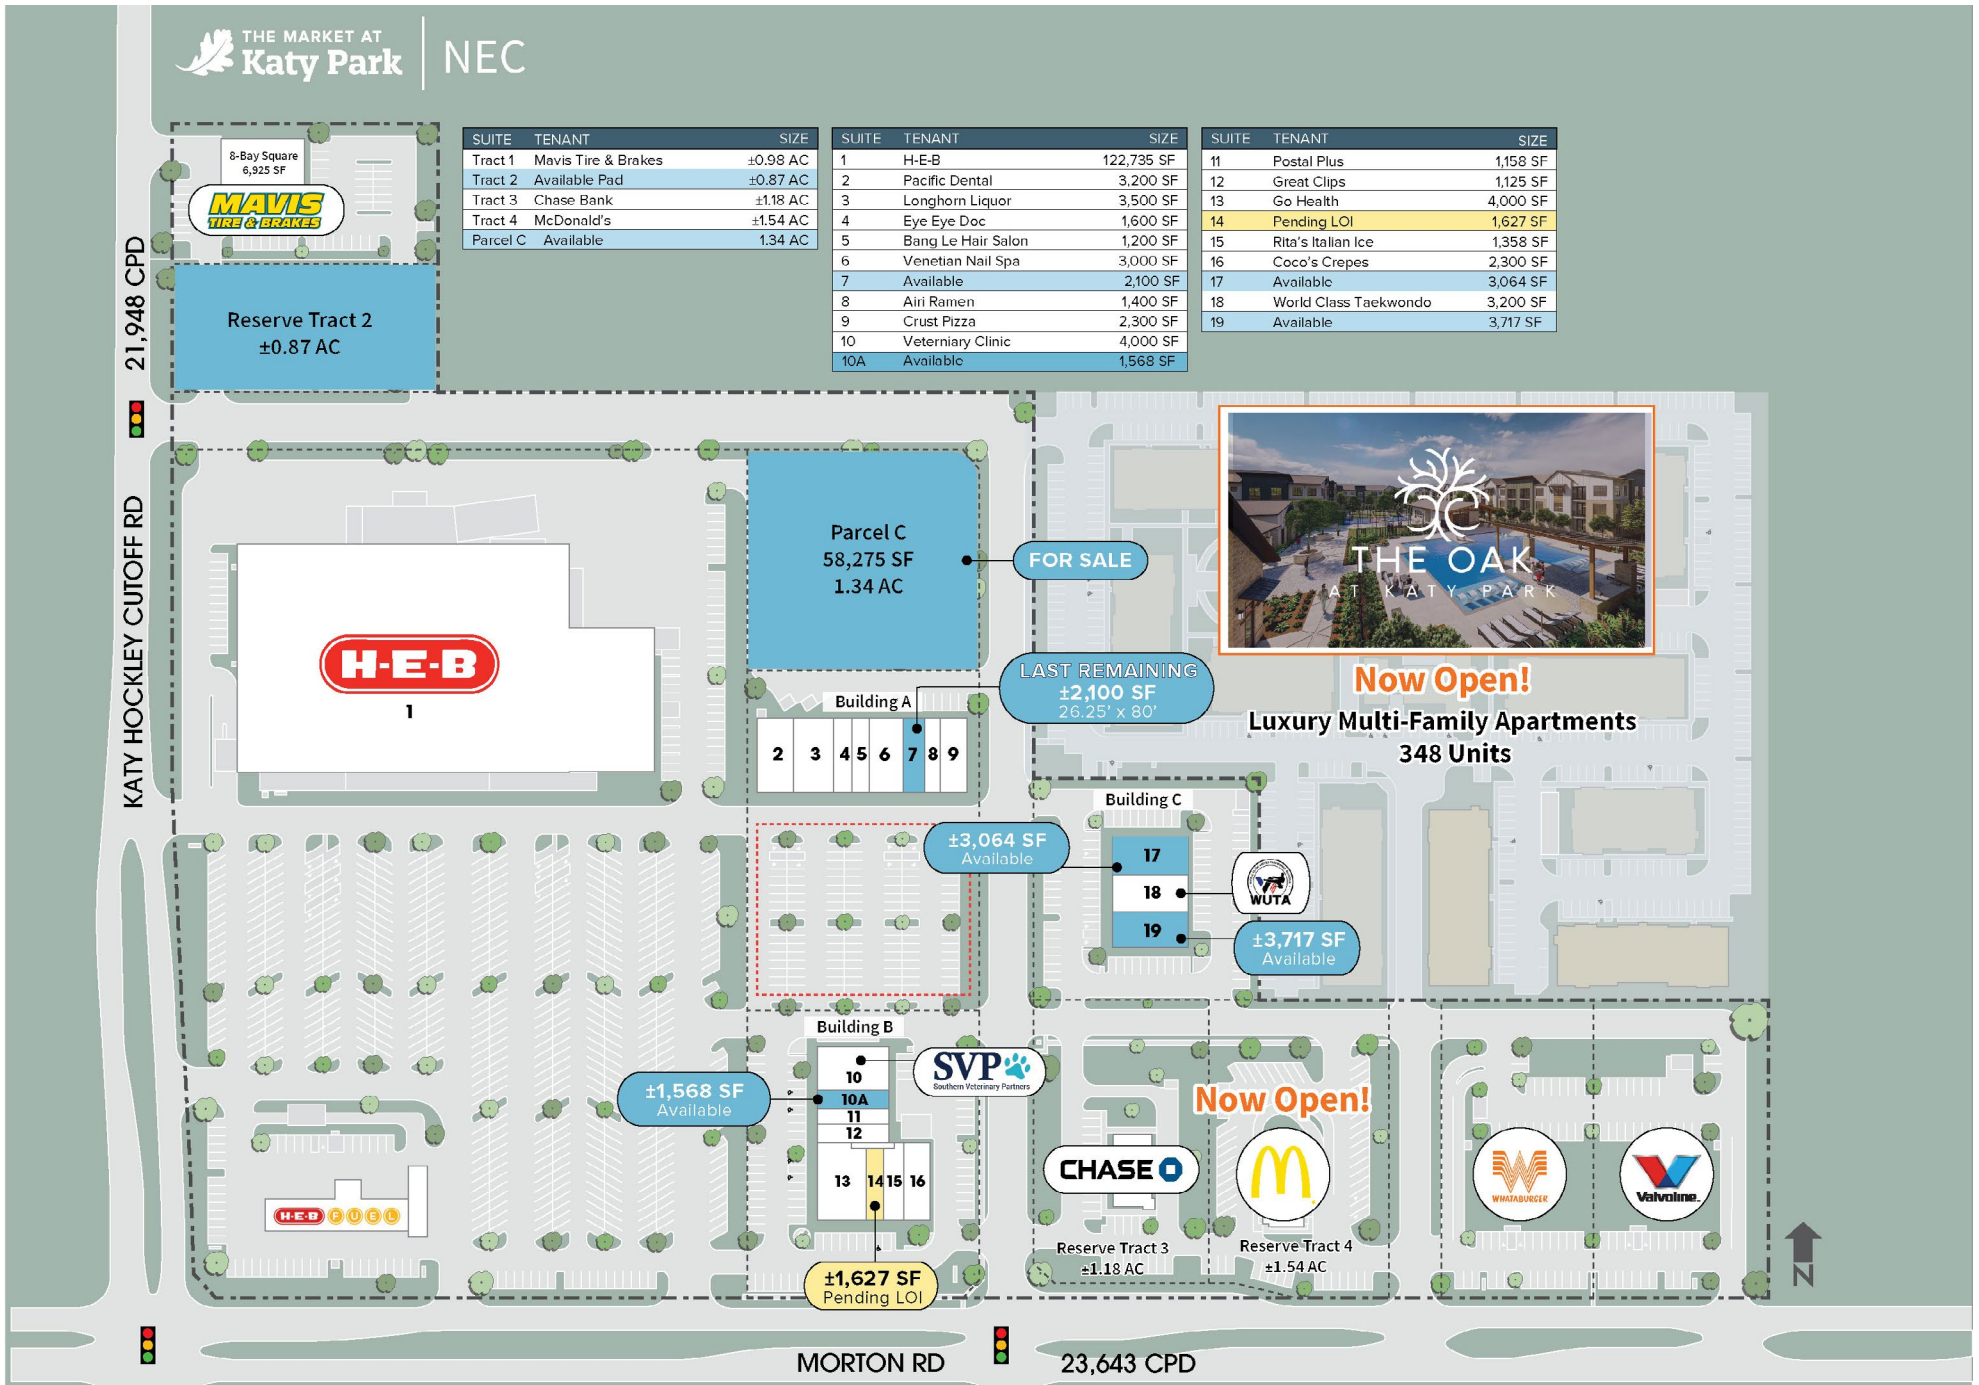 THE MARKET AT
Katy Park
NEC
SUITE TENANT SIZE
Tract 1 Mavis Tire & Brakes ±0.98 AC
Tract 2 Available Pad ±0.87 AC
Tract 3 Chase Bank ±1.18 AC
Tract 4 McDonald's ±1.54 AC
Parcel C Available 1.34 AC
SUITE TENANT SIZE
1 H-E-B 122,735 SF
2 Pacific Dental 3,200 SF
3 Longhorn Liquor 3,500 SF
4 Eye Eye Doc 1,600 SF
5 Bang Le Hair Salon 1,200 SF
6 Venetian Nail Spa 3,000 SF
7 Available 2,100 SF
8 Airi Ramen 1,400 SF
9 Crust Pizza 2,300 SF
10 Veterniary Clinic 4,000 SF
10A Available 1,568 SF
SUITE TENANT SIZE
11 Postal Plus 1,158 SF
12 Great Clips 1,125 SF
13 Go Health 4,000 SF
14 Pending LOI 1,627 SF
15 Rita's Italian Ice 1,358 SF
16 Coco's Crepes 2,300 SF
17 Available 3,064 SF
18 World Class Taekwondo 3,200 SF
19 Available 3,717 SF
8-Bay Square
6,925 SF
MAVIS
TIRE & BRAKES
21,948 CPD
Reserve Tract 2
±0.87 AC
KATY HOCKLEY CUTOFF RD
Parcel C
58,275 SF
1.34 AC
FOR SALE
THE OAK
AT KATY PARK
Now Open!
Luxury Multi-Family Apartments
348 Units
H-E-B
1
LAST REMAINING
±2,100 SF
26.25' x 80'
Building A
2 3 4 5 6 7 8 9
Building C
±3,064 SF
Available
17
18
19
WUTA
±3,717 SF
Available
Building B
SVP
Southern Veterinary Partners
10
10A
11
12
13 14 15 16
±1,568 SF
Available
±1,627 SF
Pending LOI
H-E-B FUEL
Now Open!
CHASE
M
WHATABURGER
Valvoline
Reserve Tract 3
±1.18 AC
Reserve Tract 4
±1.54 AC
N
MORTON RD
23,643 CPD